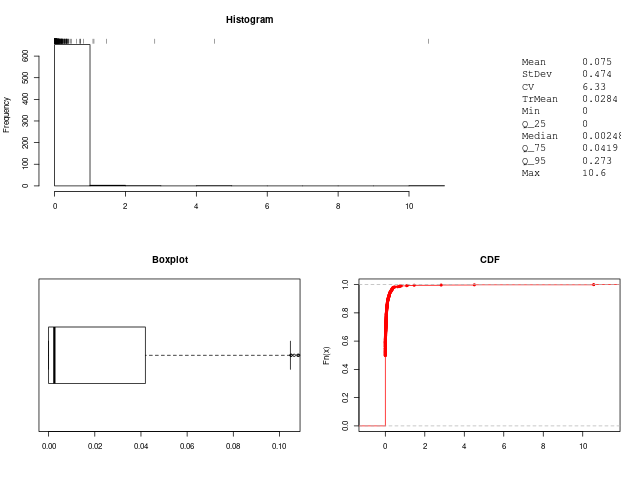 Histogram
Frequency
600
500
400
300
200
100
0
0 2 4 6 8 10
Mean 0.075
StDev 0.474
CV 6.33
TrMean 0.0284
Min 0
Q_25 0
Median 0.00248
Q_75 0.0419
Q_95 0.273
Max 10.6
Boxplot
0.00 0.02 0.04 0.06 0.08 0.10
CDF
Fn(x)
1.0
0.8
0.6
0.4
0.2
0.0
0 2 4 6 8 10